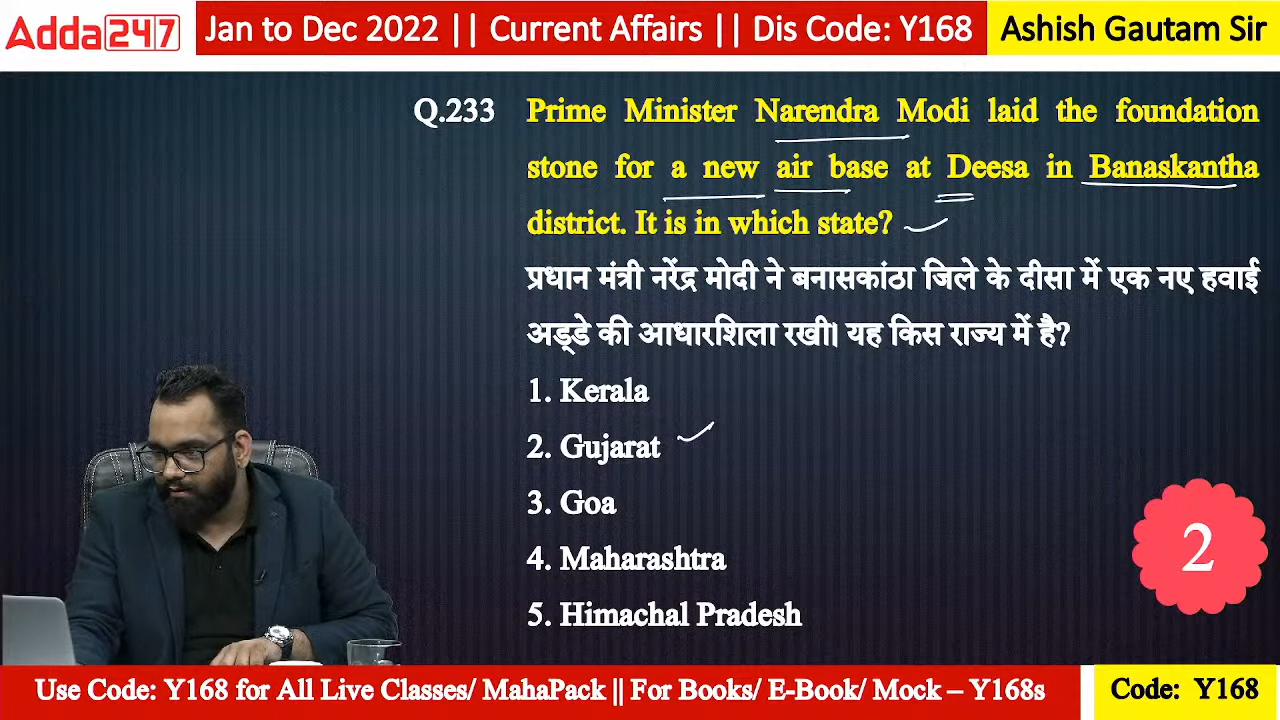 Adda247 Jan to Dec 2022 || Current Affairs || Dis Code: Y168 Ashish Gautam Sir
Q.233 Prime Minister Narendra Modi laid the foundation
stone for a new air base at Deesa in Banaskantha
district. It is in which state?
प्रधान मंत्री नरेंद्र मोदी ने बनासकांठा जिले के दीसा में एक नए हवाई
अड्डे की आधारशिला रखी। यह किस राज्य में है?
1. Kerala
2. Gujarat
3. Goa
4. Maharashtra
5. Himachal Pradesh
2
Use Code: Y168 for All Live Classes/ MahaPack || For Books/ E-Book/ Mock – Y168s Code: Y168